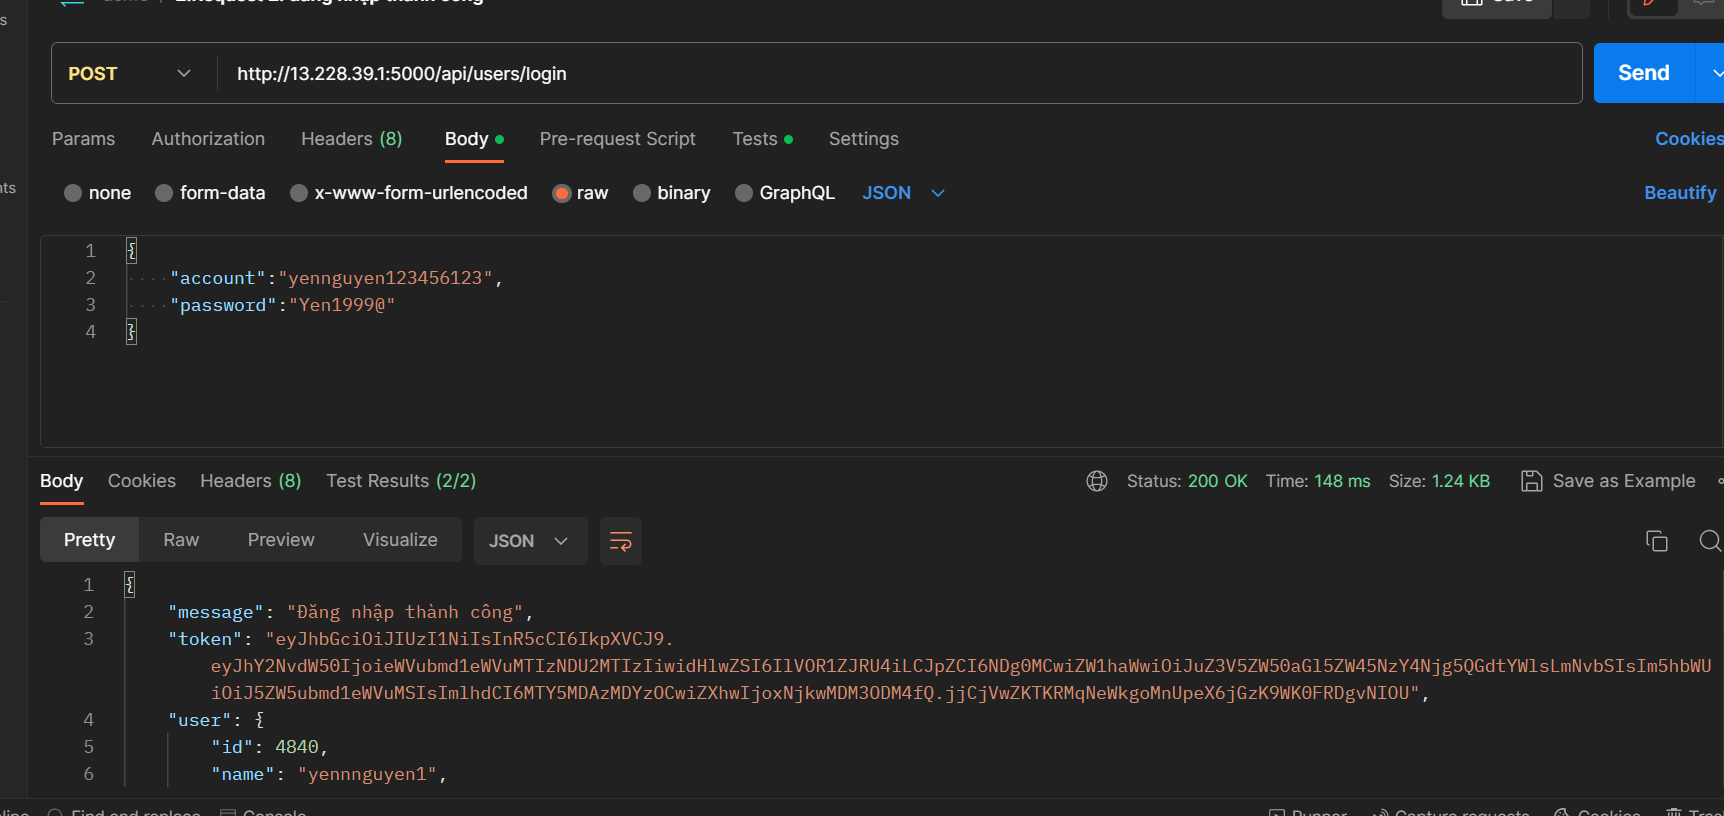 POST
http://13.228.39.1:5000/api/users/login
Send
Params Authorization Headers (8) Body Pre-request Script Tests Settings Cookies
none form-data x-www-form-urlencoded raw binary GraphQL JSON Beautify
1 {
2 "account":"yennguyen123456123",
3 "password":"Yen1999@"
4 }
Body Cookies Headers (8) Test Results (2/2) Status: 200 OK Time: 148 ms Size: 1.24 KB Save as Example
Pretty Raw Preview Visualize JSON
1 {
2 "message": "Đăng nhập thành công",
3 "token": "eyJhbGciOiJIUzI1NiIsInR5cCI6IkpXVCJ9.
eyJhY2NvdW50IjoieWVubmd1eWVuMTIzNDU2MTIzIiwidHlwZSI6IlVOR1ZJRU4iLCJpZCI6NDg0MCwiZW1haWwiOiJuZ3V5ZW50aGl5ZW45NzY4Njg5QGdtYWlsLmNvbSIsIm5hbWU
iOiJ5ZW5ubmd1eWVuMSIsImlhdCI6MTY5MDAzMDYzOCwiZXhwIjoxNjkwMDM3ODM4fQ.jjCjVwZKTKRMqNeWkgoMnUpeX6jGzK9WK0FRDgvNIOU",
4 "user": {
5 "id": 4840,
6 "name": "yennnguyen1",
Find and replace Console Runner Capture requests Cookies